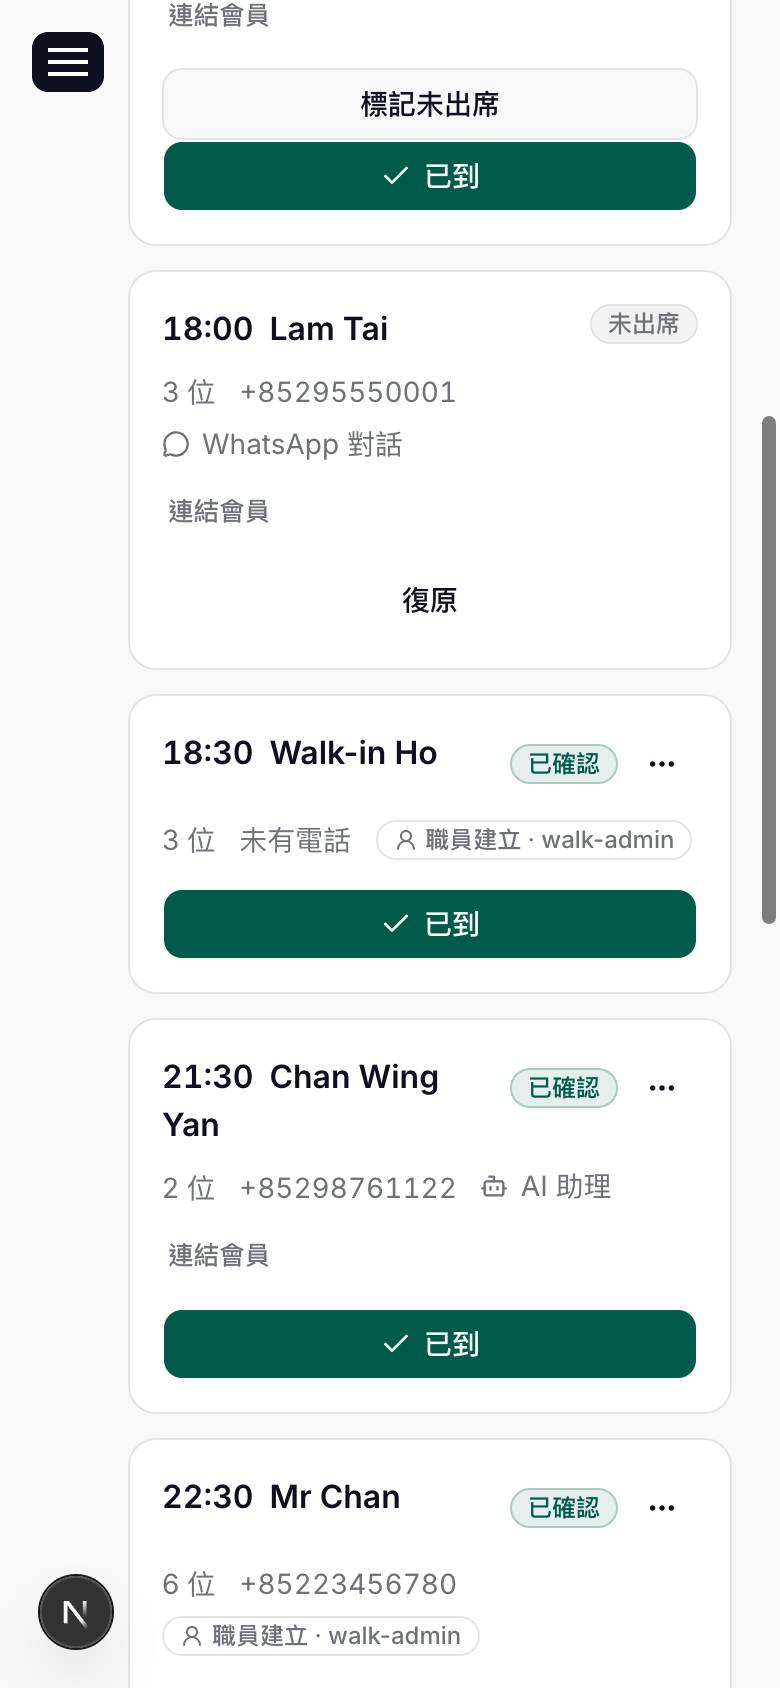 連結會員
標記未出席
已到
18:00 Lam Tai
未出席
3 位 +85295550001
WhatsApp 對話
連結會員
復原
18:30 Walk-in Ho
已確認
3 位 未有電話 職員建立 · walk-admin
已到
21:30 Chan Wing
Yan
已確認
2 位 +85298761122 AI 助理
連結會員
已到
22:30 Mr Chan
已確認
6 位 +85223456780
職員建立 · walk-admin
N